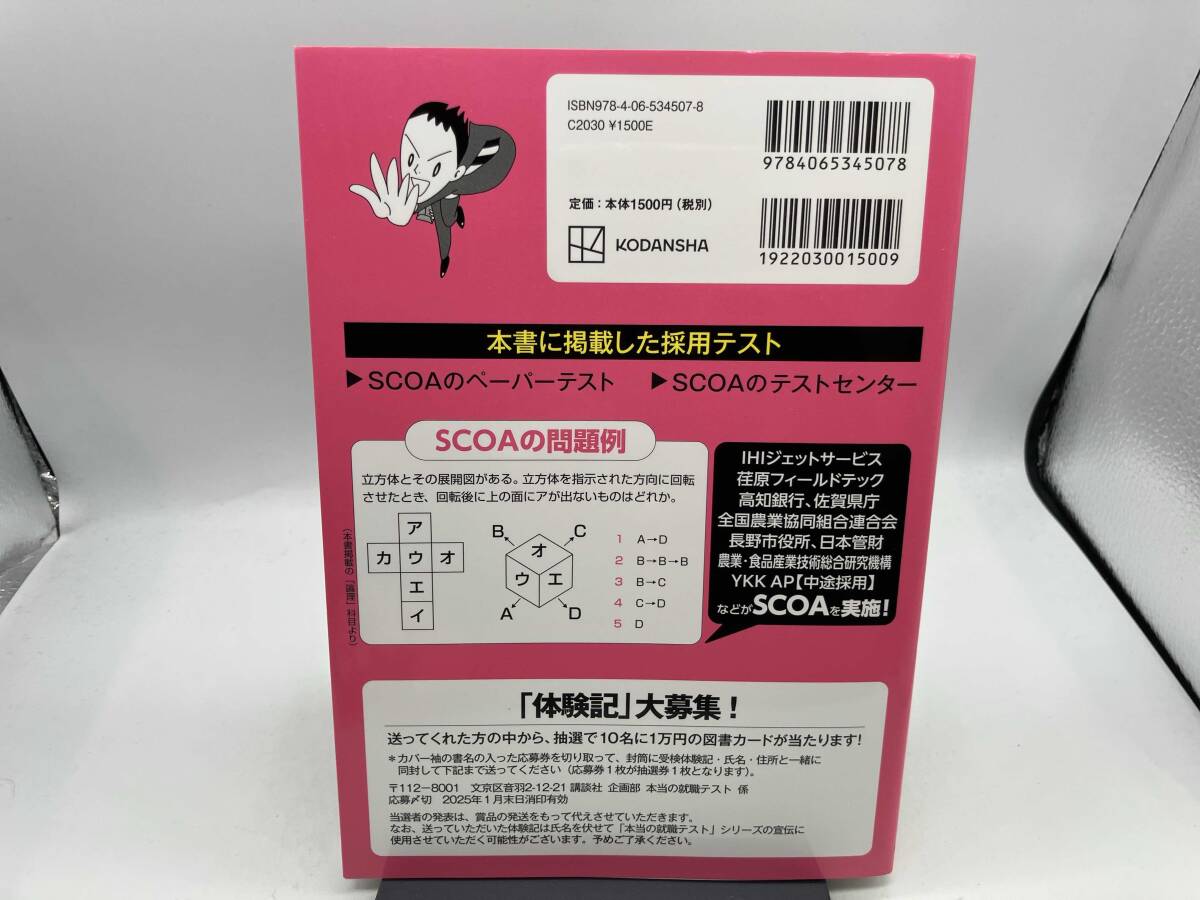 ISBN978-4-06-534507-8
C2030 ¥1500E
9784065345078
定価：本体1500円（税別）
KODANSHA
1922030015009
本書に掲載した採用テスト
▶SCOAのペーパーテスト
▶SCOAのテストセンター
SCOAの問題例
立方体とその展開図がある。立方体を指示された方向に回転
させたとき、回転後に上の面にアが出ないものはどれか。
ア
カ ウ オ
エ
イ
B C
オ
ウ エ
A D
1 A→D
2 B→B→B
3 B→C
4 C→D
5 D
（本書掲載の「論理」科目より）
IHIジェットサービス
荏原フィールドテック
高知銀行、佐賀県庁
全国農業協同組合連合会
長野市役所、日本管財
農業・食品産業技術総合研究機構
YKK AP【中途採用】
などがSCOAを実施！
「体験記」大募集！
送ってくれた方の中から、抽選で10名に1万円の図書カードが当たります！
＊カバー袖の書名の入った応募券を切り取って、封筒に受検体験記・氏名・住所と一緒に
同封して下記まで送ってください（応募券1枚が抽選券1枚となります）。
〒112−8001 文京区音羽2-12-21 講談社 企画部 本当の就職テスト 係
応募〆切 2025年1月末日消印有効
当選者の発表は、賞品の発送をもって代えさせていただきます。
なお、送っていただいた体験記は氏名を伏せて「本当の就職テスト」シリーズの宣伝に
使用させていただく可能性がございます。予めご了承ください。